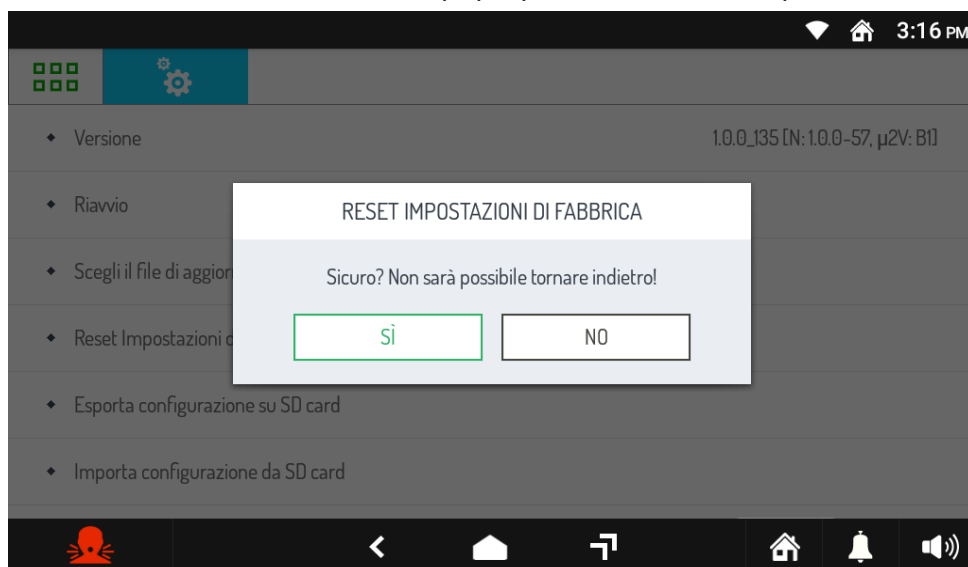 3:16 PM
Versione
1.0.0_135 [N: 1.0.0-57, µ2V: B1]
Riavvio
RESET IMPOSTAZIONI DI FABBRICA
Scegli il file di
Sicuro? Non sarà possibile tornare indietro!
Reset Impostazioni
SÌ
NO
Esporta configurazione su SD card
Importa configurazione da SD card